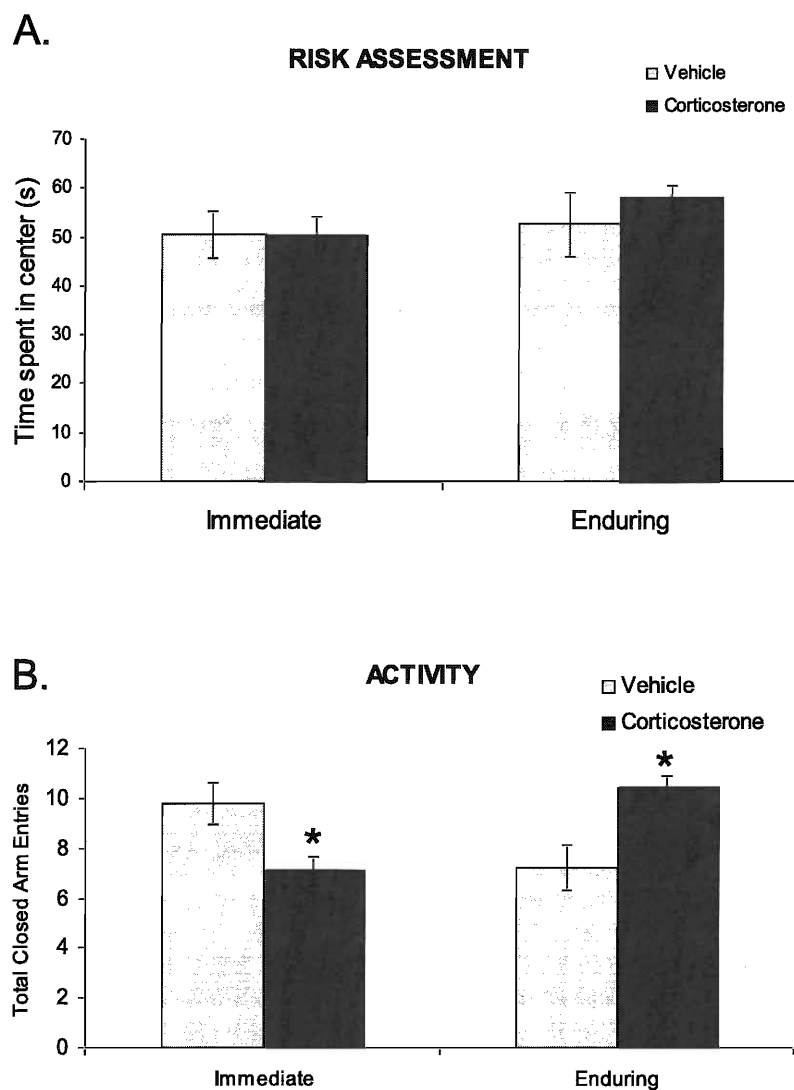 A.
RISK ASSESSMENT
Vehicle
Corticosterone
Time spent in center (s)
70
60
50
40
30
20
10
0
Immediate
Enduring
B.
ACTIVITY
Vehicle
Corticosterone
Total Closed Arm Entries
12
10
8
6
4
2
0
*
*
Immediate
Enduring